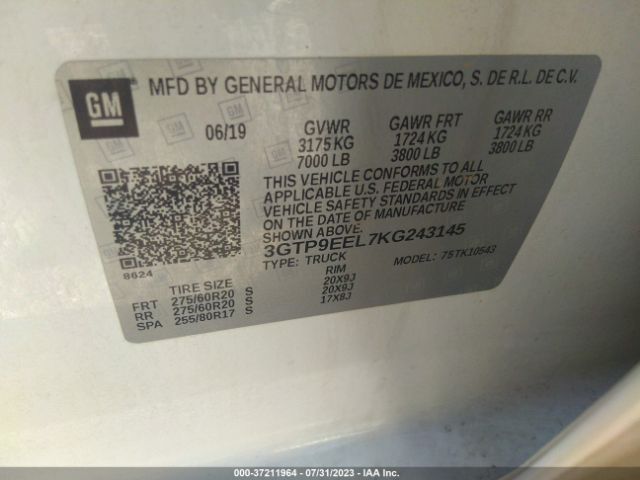 GM
MFD BY GENERAL MOTORS DE MEXICO, S. DE R.L. DE C.V.
06/19 GVWR GAWR FRT GAWR RR
3175 KG 1724 KG 1724 KG
7000 LB 3800 LB 3800 LB
THIS VEHICLE CONFORMS TO ALL
APPLICABLE U.S. FEDERAL MOTOR
VEHICLE SAFETY STANDARDS IN EFFECT
ON THE DATE OF MANUFACTURE
SHOWN ABOVE.
3GTP9EEL7KG243145
TYPE: TRUCK MODEL: 75TK10543
8624
TIRE SIZE RIM
FRT 275/60R20 S 20X9J
RR 275/60R20 S 20X9J
SPA 255/80R17 S 17X8J
000-37211964 - 07/31/2023 - IAA Inc.